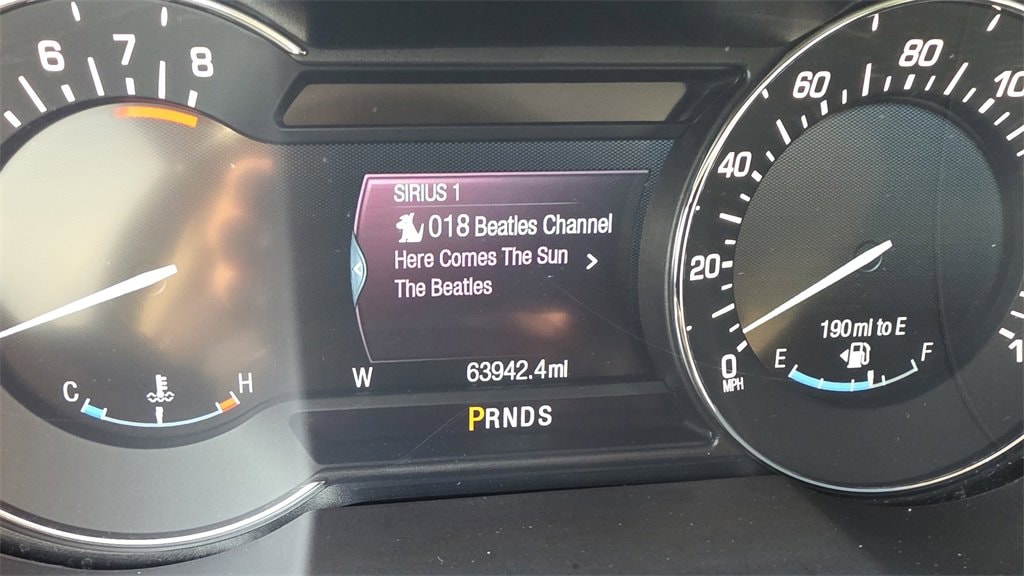 6 7 8
C H
SIRIUS 1
018 Beatles Channel
Here Comes The Sun >
The Beatles
W 63942.4mi
PRNDS
0 20 40 60 80
MPH
190mi to E
E F